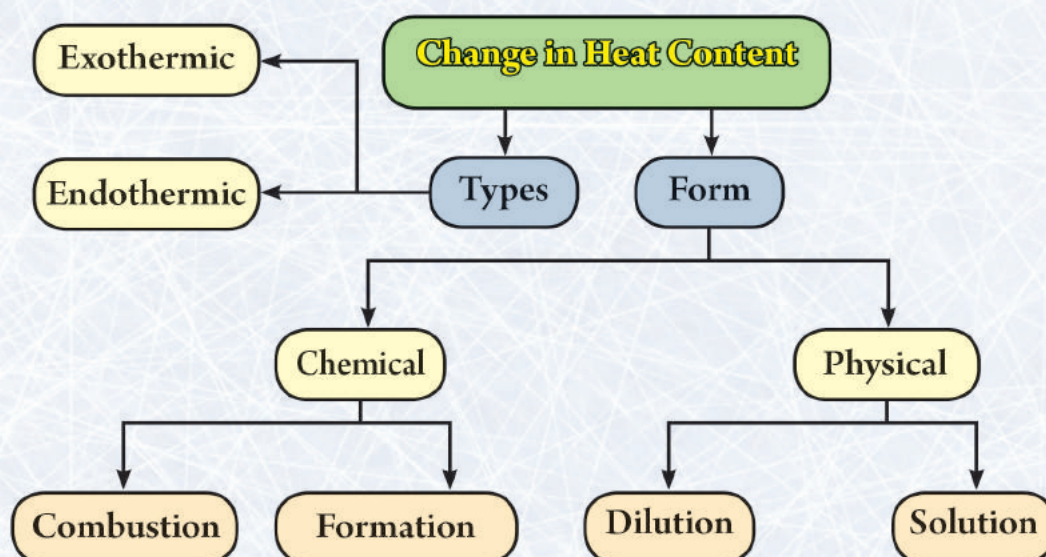 Change in Heat Content
Exothermic
Endothermic
Types
Form
Chemical
Physical
Combustion
Formation
Dilution
Solution